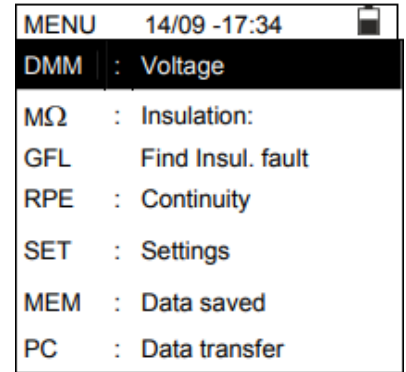 MENU 14/09 -17:34
DMM : Voltage
MΩ : Insulation:
GFL Find Insul. fault
RPE : Continuity
SET : Settings
MEM : Data saved
PC : Data transfer